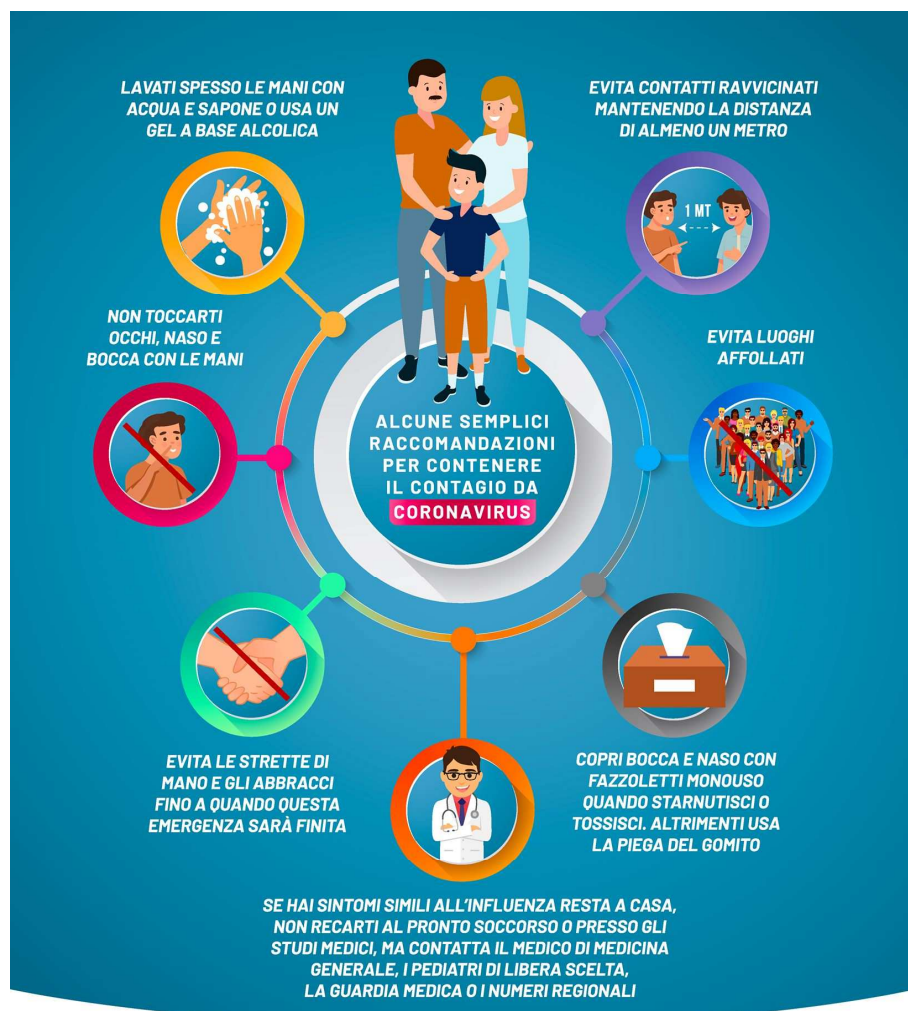 LAVATI SPESSO LE MANI CON
ACQUA E SAPONE O USA UN
GEL A BASE ALCOLICA
EVITA CONTATTI RAVVICINATI
MANTENENDO LA DISTANZA
DI ALMENO UN METRO
1 MT
NON TOCCARTI
OCCHI, NASO E
BOCCA CON LE MANI
EVITA LUOGHI
AFFOLLATI
ALCUNE SEMPLICI
RACCOMANDAZIONI
PER CONTENERE
IL CONTAGIO DA
CORONAVIRUS
EVITA LE STRETTE DI
MANO E GLI ABBRACCI
FINO A QUANDO QUESTA
EMERGENZA SARÀ FINITA
COPRI BOCCA E NASO CON
FAZZOLETTI MONOUSO
QUANDO STARNUTISCI O
TOSSISCI. ALTRIMENTI USA
LA PIEGA DEL GOMITO
SE HAI SINTOMI SIMILI ALL'INFLUENZA RESTA A CASA,
NON RECARTI AL PRONTO SOCCORSO O PRESSO GLI
STUDI MEDICI, MA CONTATTA IL MEDICO DI MEDICINA
GENERALE, I PEDIATRI DI LIBERA SCELTA,
LA GUARDIA MEDICA O I NUMERI REGIONALI